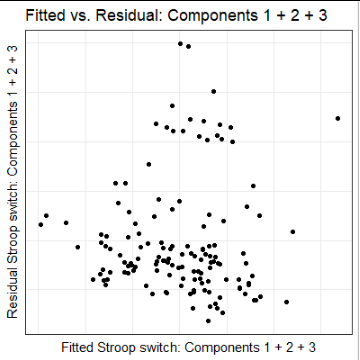 Fitted vs. Residual: Components 1 + 2 + 3
Residual Stroop switch: Components 1 + 2 + 3
Fitted Stroop switch: Components 1 + 2 + 3